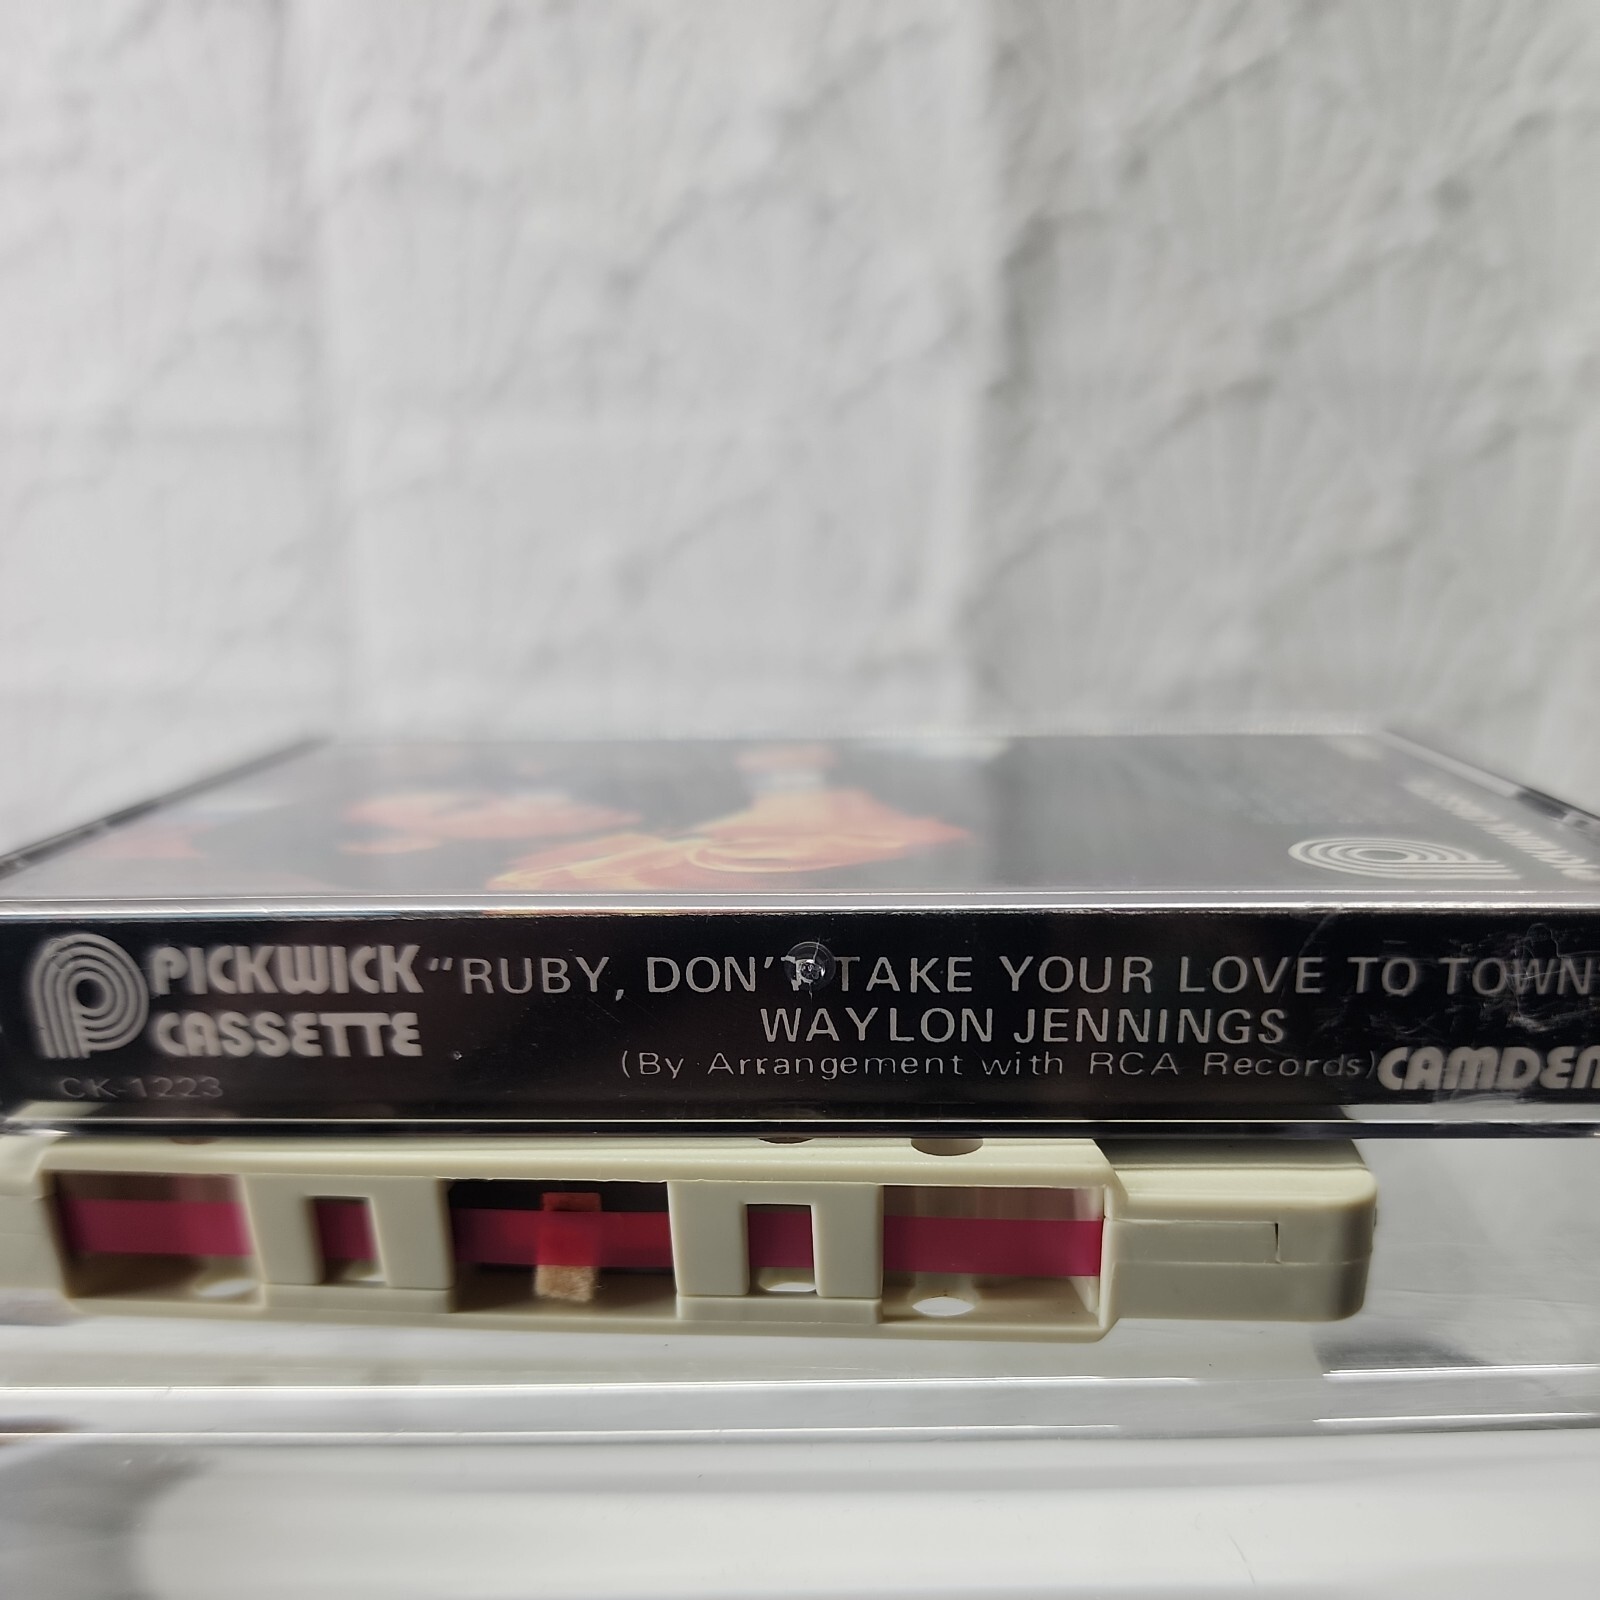 PICKWICK
CASSETTE
CK-1223
"RUBY, DON'T TAKE YOUR LOVE TO TOWN
WAYLON JENNINGS
(By Arrangement with RCA Records)
CAMDEN